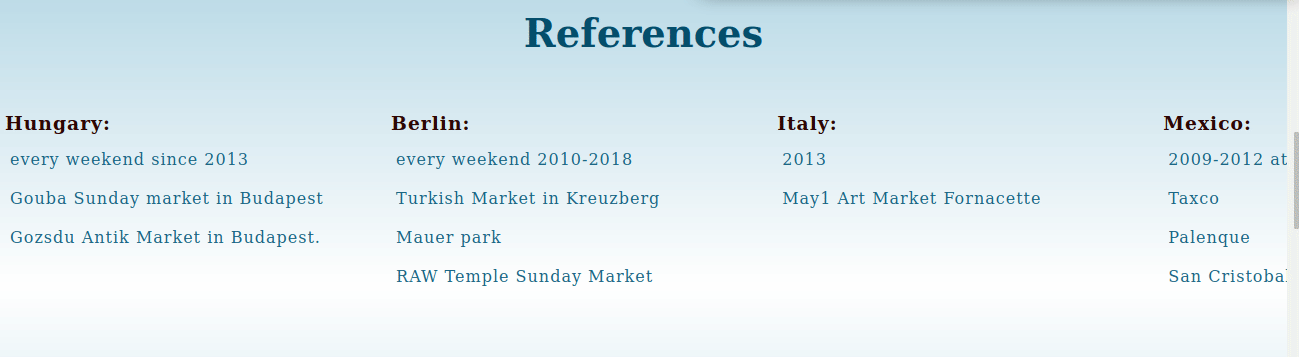 References
Hungary:
every weekend since 2013
Gouba Sunday market in Budapest
Gozsdu Antik Market in Budapest.
Berlin:
every weekend 2010-2018
Turkish Market in Kreuzberg
Mauer park
RAW Temple Sunday Market
Italy:
2013
May1 Art Market Fornacette
Mexico:
2009-2012 at
Taxco
Palenque
San Cristobal